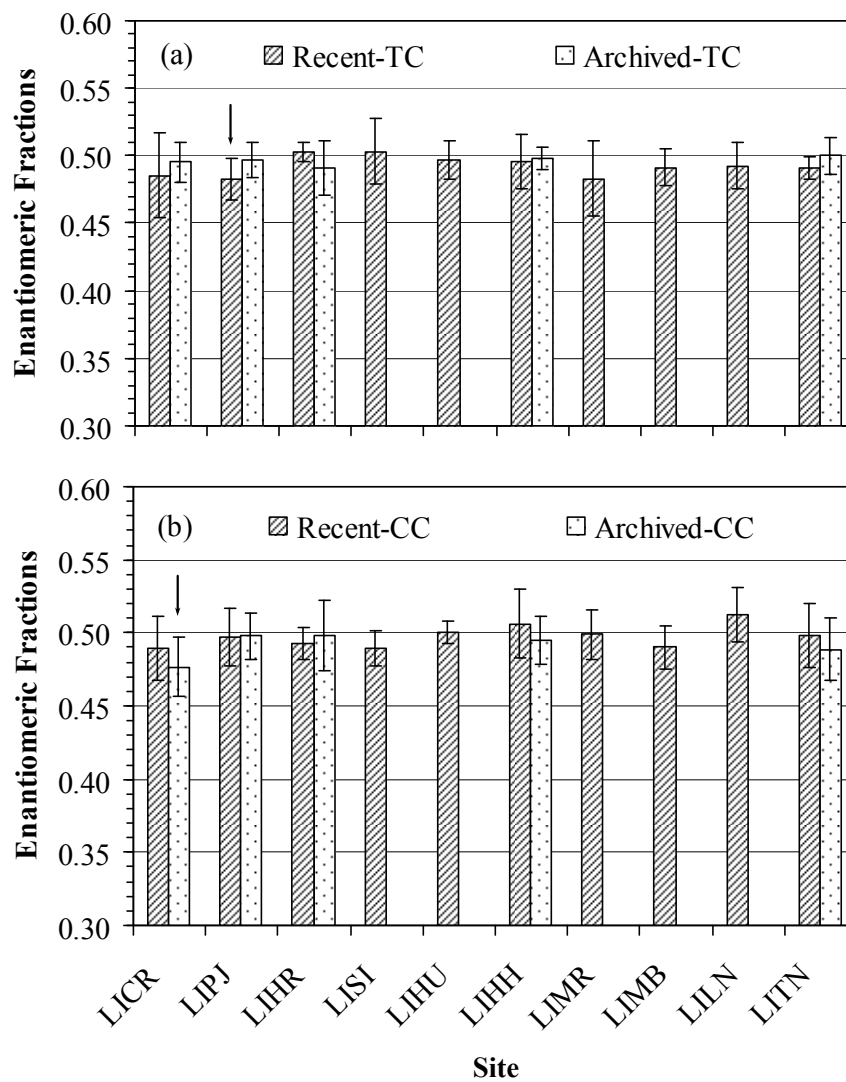 Enantiomeric Fractions
0.60
0.55
0.50
0.45
0.40
0.35
0.30
(a) Recent-TC Archived-TC
Enantiomeric Fractions
0.60
0.55
0.50
0.45
0.40
0.35
0.30
(b) Recent-CC Archived-CC
LICR LIPJ LIHR LISI LIHU LIHH LIMR LIMB LILN LITN
Site